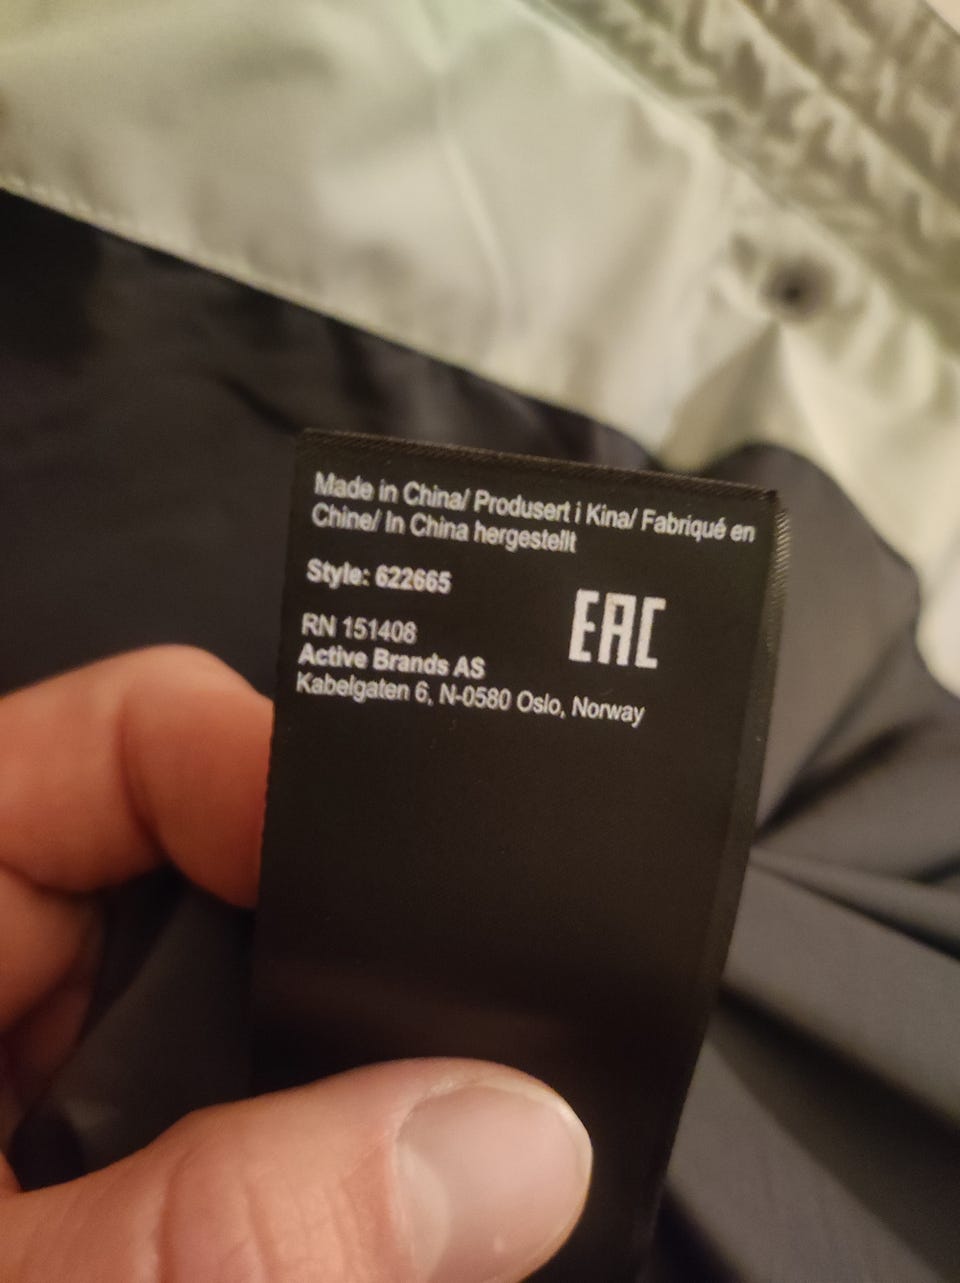 Made in China/ Produsert i Kina/ Fabriqué en
Chine/ In China hergestellt
Style: 622665
EAC
RN 151408
Active Brands AS
Kabelgaten 6, N-0580 Oslo, Norway